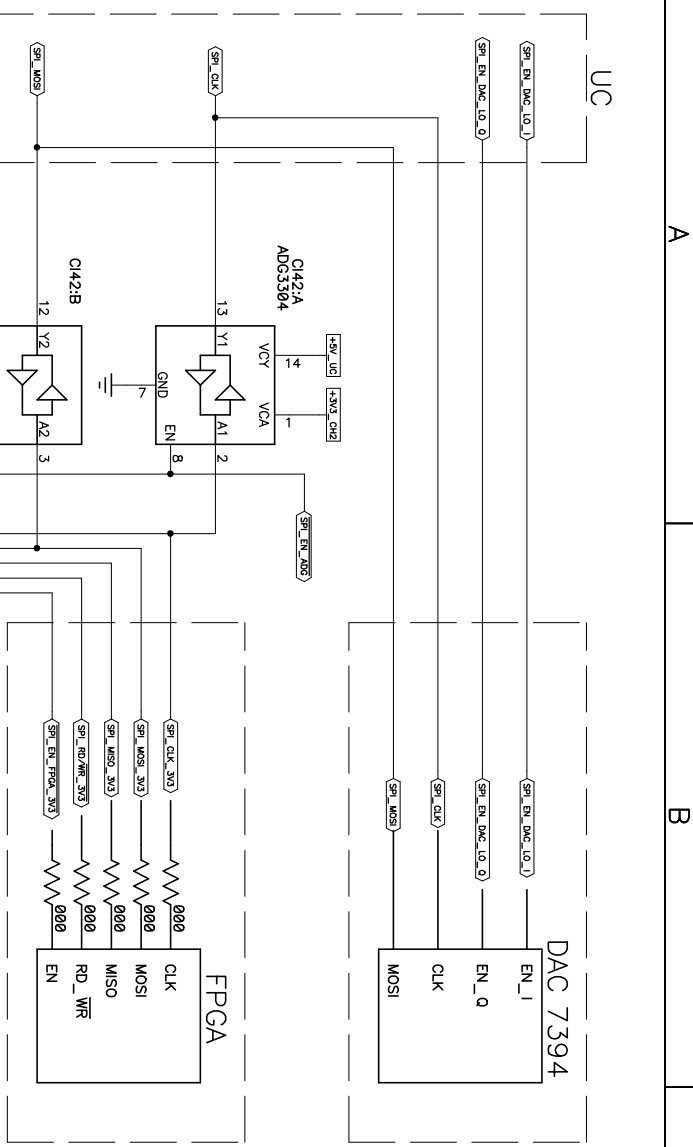 A
B
UC
SPI_EN_DAC_LO_I
SPI_EN_DAC_LO_Q
SPI_CLK
SPI_MOSI
CI42:A
ADG3304
+5V_UC
+3V3_CH2
14
1
VCY
VCA
13
Y1
A1
2
GND
7
EN
8
SPI_EN_ADG
CI42:B
12
Y2
A2
3
DAC 7394
SPI_EN_DAC_LO_I
EN_I
SPI_EN_DAC_LO_Q
EN_Q
SPI_CLK
CLK
SPI_MOSI
MOSI
FPGA
SPI_CLK_3V3
000
CLK
SPI_MOSI_3V3
000
MOSI
SPI_MISO_3V3
000
MISO
SPI_RD/WR_3V3
000
RD_WR
SPI_EN_FPGA_3V3
000
EN